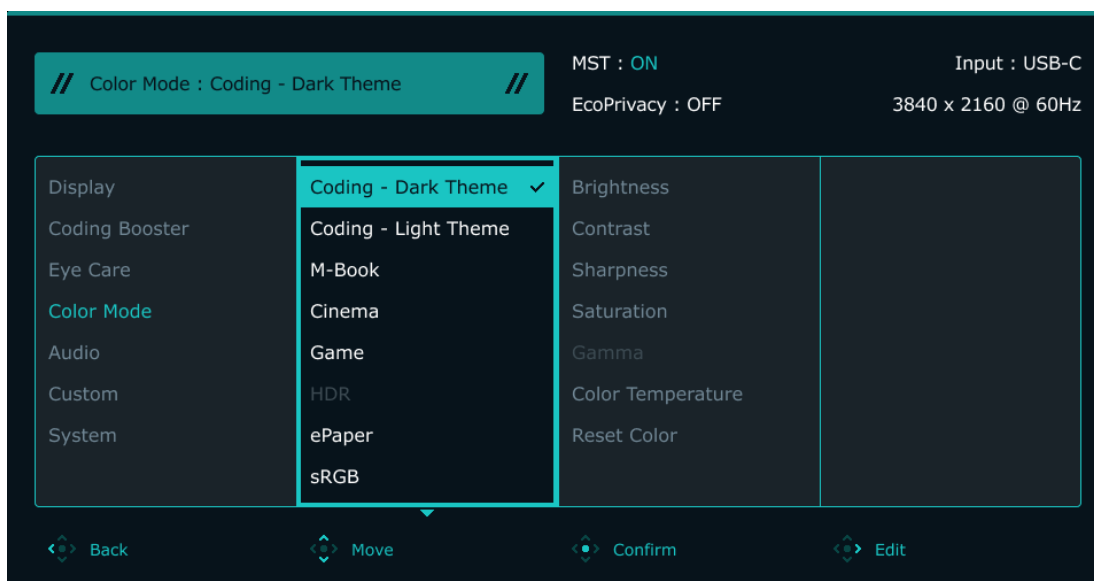 Color Mode : Coding - Dark Theme
MST : ON
Input : USB-C
EcoPrivacy : OFF
3840 x 2160 @ 60Hz
Display
Coding Booster
Eye Care
Color Mode
Audio
Custom
System
Coding - Dark Theme
Coding - Light Theme
M-Book
Cinema
Game
HDR
ePaper
sRGB
Brightness
Contrast
Sharpness
Saturation
Gamma
Color Temperature
Reset Color
Back
Move
Confirm
Edit